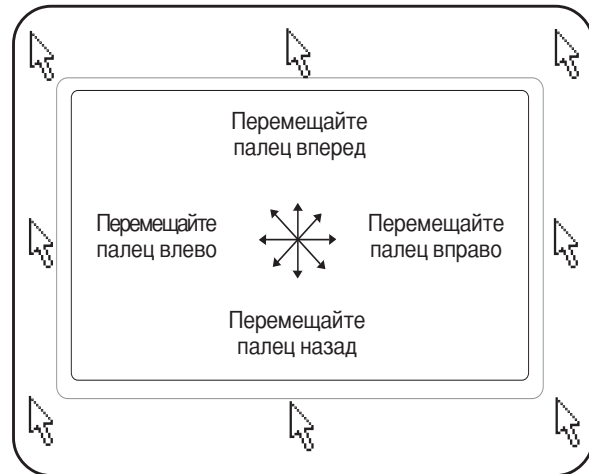 Перемещайте
палец вперед
Перемещайте
палец влево
Перемещайте
палец вправо
Перемещайте
палец назад